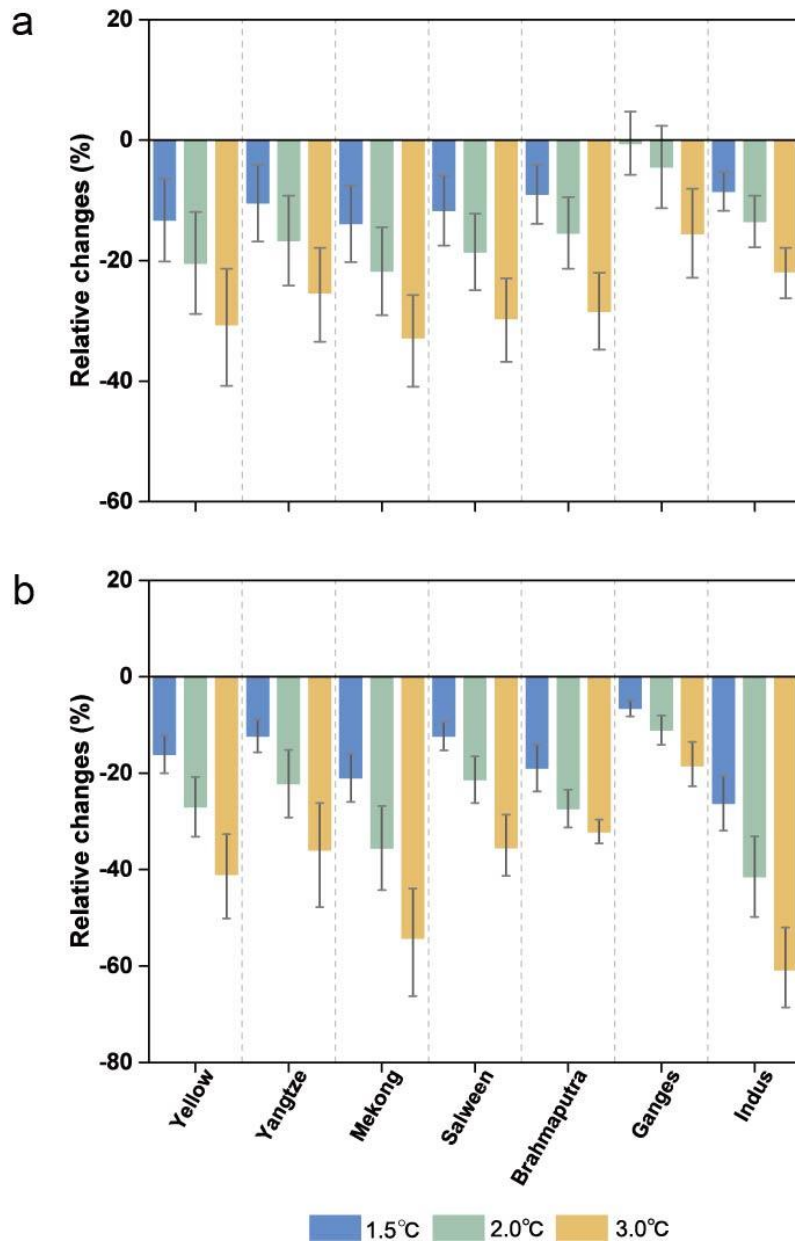 a
20
0
-20
-40
-60
Relative changes (%)
b
20
0
-20
-40
-60
-80
Relative changes (%)
Yellow
Yangtze
Mekong
Salween
Brahmaputra
Ganges
Indus
1.5℃ 2.0℃ 3.0℃